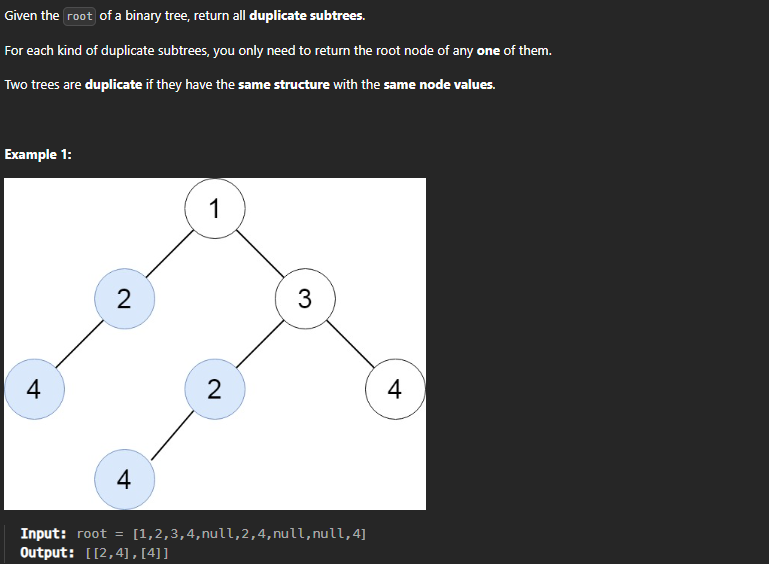 Given the root of a binary tree, return all duplicate subtrees.
For each kind of duplicate subtrees, you only need to return the root node of any one of them.
Two trees are duplicate if they have the same structure with the same node values.
Example 1:
1
2
3
4
2
4
4
Input: root = [1,2,3,4,null,2,4,null,null,4]
Output: [[2,4],[4]]